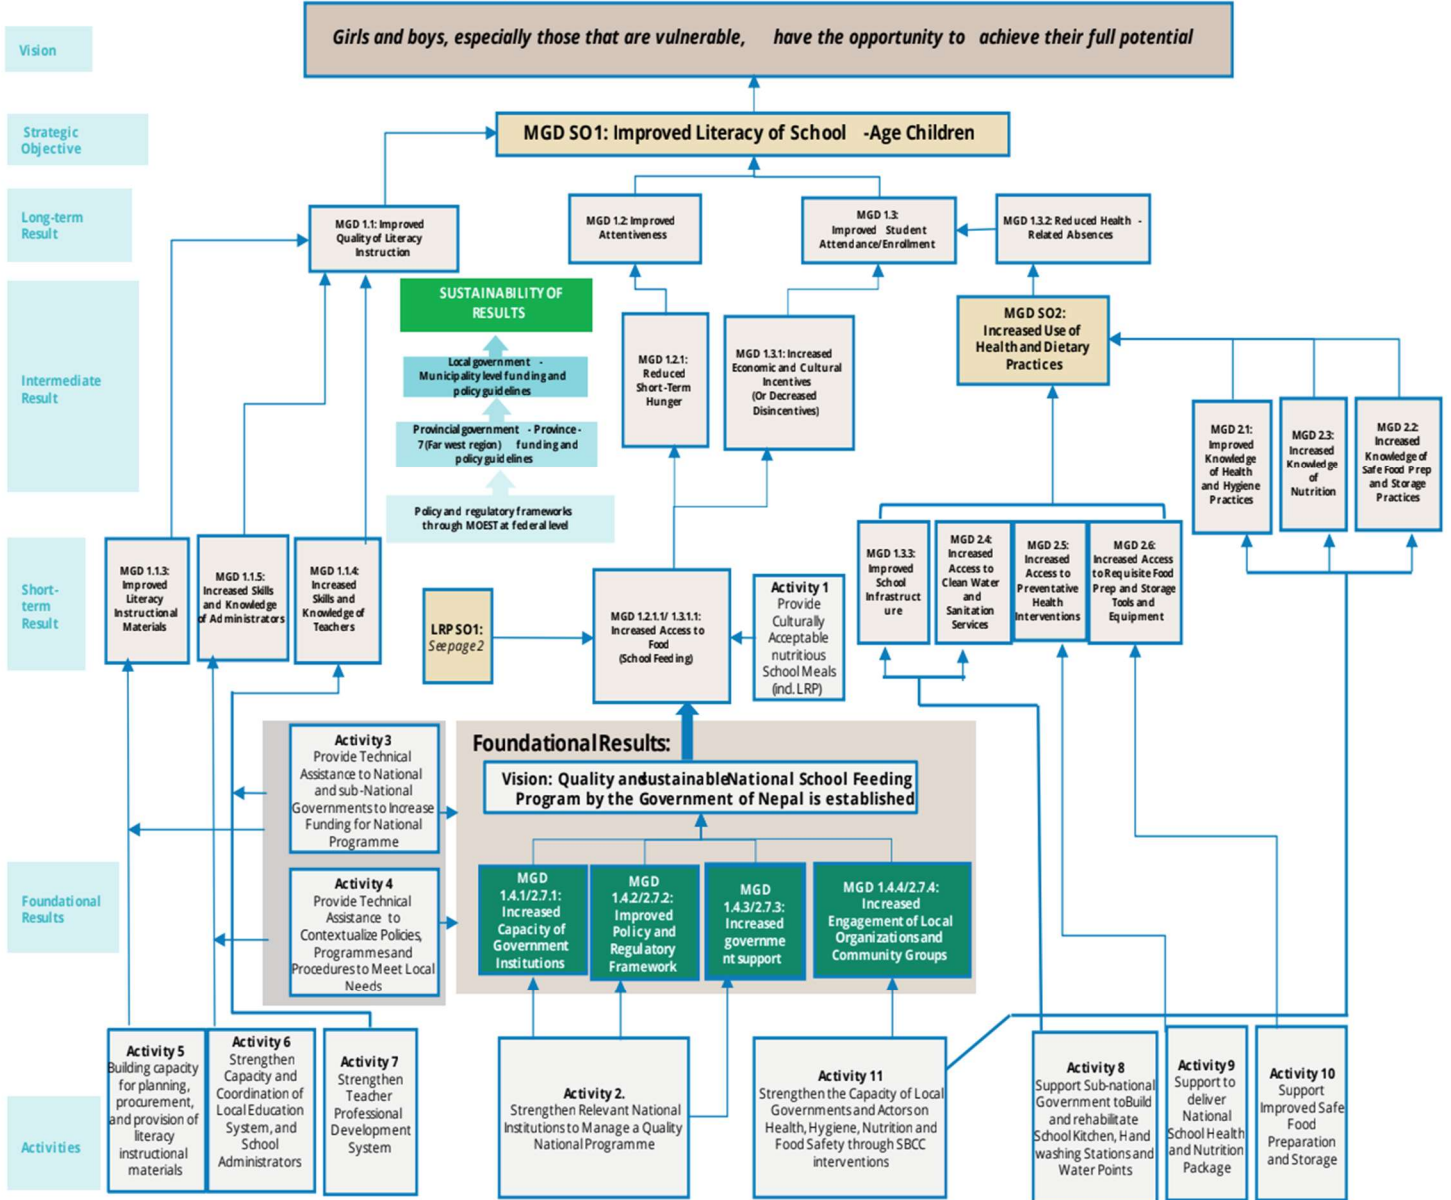 Vision
Girls and boys, especially those that are vulnerable, have the opportunity to achieve their full potential
Strategic
Objective
MGD SO1: Improved Literacy of School -Age Children
Long-term
Result
MGD 1.1: Improved
Quality of Literacy
Instruction
MGD 1.2: Improved
Attentiveness
MGD 1.3:
Improved Student
Attendance/Enrollment
MGD 1.3.2: Reduced Health -
Related Absences
SUSTAINABILITY OF
RESULTS
Local government -
Municipality level funding and
policy guidelines
Provincial government - Province -
7 (Far west region) funding and
policy guidelines
Policy and regulatory frameworks
through MOEST at federal level
Intermediate
Result
MGD 1.2.1:
Reduced
Short-Term
Hunger
MGD 1.3.1: Increased
Economic and Cultural
Incentives
(Or Decreased
Disincentives)
MGD SO2:
Increased Use of
Health and Dietary
Practices
MGD 2.1:
Improved
Knowledge
of Health
and Hygiene
Practices
MGD 2.3:
Increased
Knowledge
of
Nutrition
MGD 2.2:
Increased
Knowledge of
Safe Food Prep
and Storage
Practices
Short-
term
Result
MGD 1.1.3:
Improved
Literacy
Instructional
Materials
MGD 1.1.5:
Increased Skills
and Knowledge
of Administrators
MGD 1.1.4:
Increased
Skills and
Knowledge of
Teachers
LRP SO1:
See page 2
MGD 1.2.1.1/ 1.3.1.1:
Increased Access to
Food
(School Feeding)
Activity 1
Provide
Culturally
Acceptable
nutritious
School Meals
(incl. LRP)
MGD 1.3.3:
Improved
School
Infrastruct
ure
MGD 2.4:
Increased
Access to
Clean Water
and
Sanitation
Services
MGD 2.5:
Increased
Access to
Preventative
Health
Interventions
MGD 2.6:
Increased Access
to Requisite Food
Prep and Storage
Tools and
Equipment
Activity 3
Provide Technical
Assistance to National
and sub-National
Governments to Increase
Funding for National
Programme
Activity 4
Provide Technical
Assistance to
Contextualize Policies,
Programmes and
Procedures to Meet Local
Needs
Foundational Results:
Vision: Quality and sustainable National School Feeding
Program by the Government of Nepal is established
Foundational
Results
MGD
1.4.1/2.7.1:
Increased
Capacity of
Government
Institutions
MGD
1.4.2/2.7.2:
Improved
Policy and
Regulatory
Framework
MGD
1.4.3/2.7.3:
Increased
governme
nt support
MGD 1.4.4/2.7.4:
Increased
Engagement of Local
Organizations and
Community Groups
Activities
Activity 5
Building capacity
for planning,
procurement,
and provision of
literacy
instructional
materials
Activity 6
Strengthen
Capacity and
Coordination of
Local Education
System, and
School
Administrators
Activity 7
Strengthen
Teacher
Professional
Development
System
Activity 2.
Strengthen Relevant National
Institutions to Manage a Quality
National Programme
Activity 11
Strengthen the Capacity of Local
Governments and Actors on
Health, Hygiene, Nutrition and
Food Safety through SBCC
interventions
Activity 8
Support Sub-national
Government to Build
and rehabilitate
School Kitchen, Hand
washing Stations and
Water Points
Activity 9
Support to
deliver
National
School Health
and Nutrition
Package
Activity 10
Support
Improved Safe
Food
Preparation
and Storage